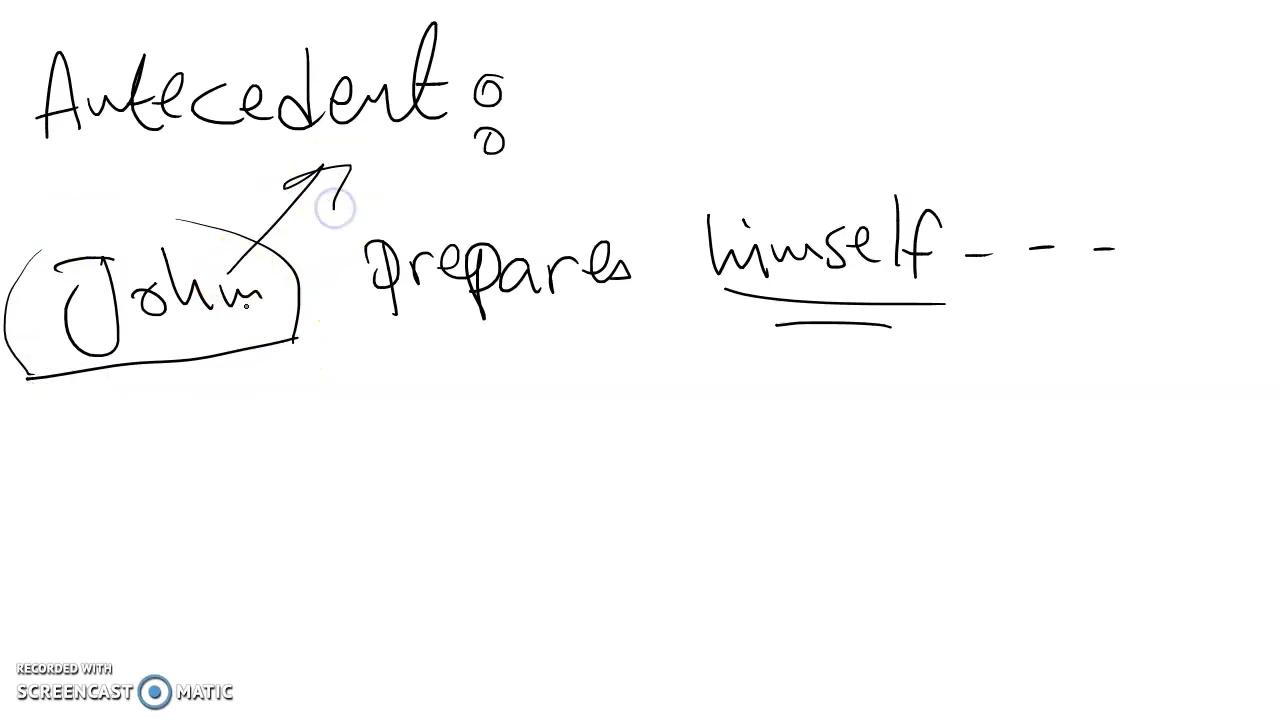 Antecedent:
John prepares himself - - -
RECORDED WITH
SCREENCAST MATIC